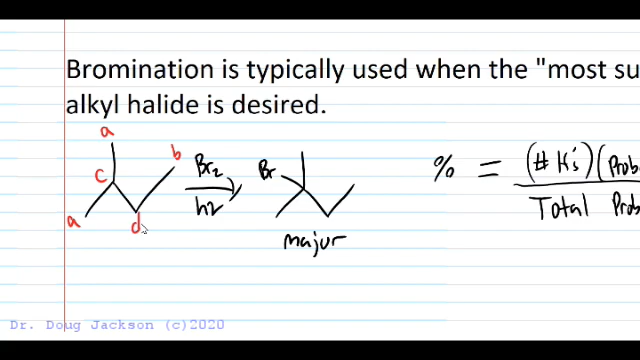 Bromination is typically used when the "most su
alkyl halide is desired.
a
c
b
a
d
Br2
hν
Br
major
% = (# H's)(Prob
Total Prob
Dr. Doug Jackson (c)2020